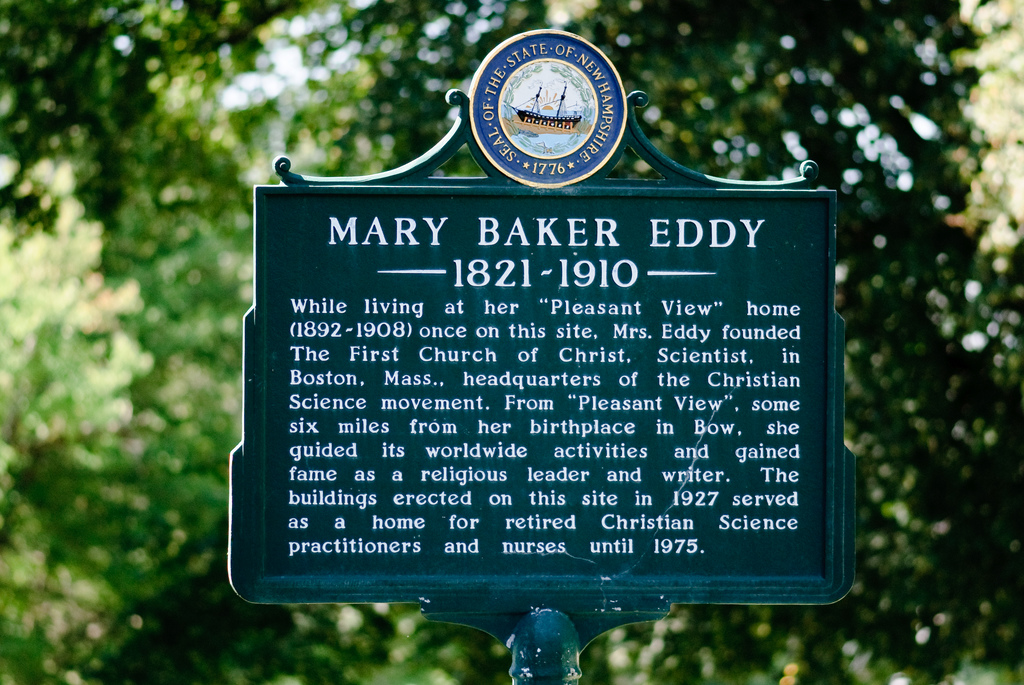 SEAL·OF·THE·STATE·OF·NEW HAMPSHIRE·
★1776★
MARY BAKER EDDY
1821-1910
While living at her "Pleasant View" home
(1892-1908) once on this site, Mrs. Eddy founded
The First Church of Christ, Scientist, in
Boston, Mass., headquarters of the Christian
Science movement. From "Pleasant View", some
six miles from her birthplace in Bow, she
guided its worldwide activities and gained
fame as a religious leader and writer. The
buildings erected on this site in 1927 served
as a home for retired Christian Science
practitioners and nurses until 1975.